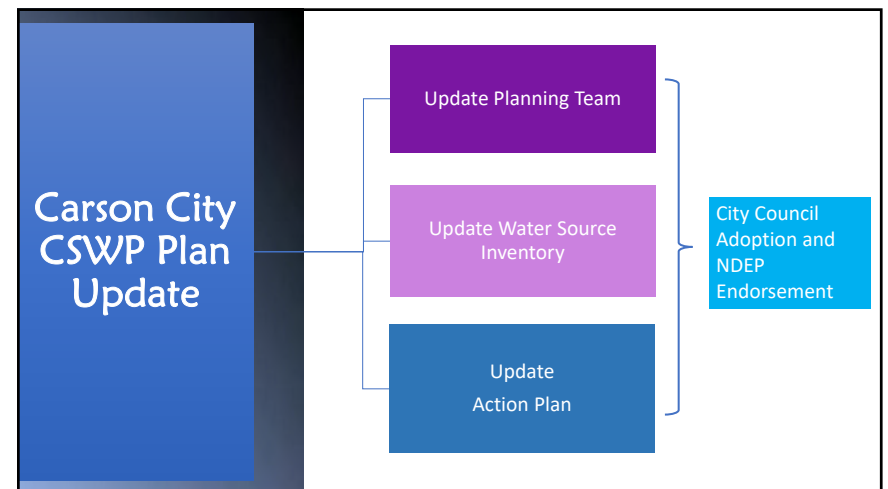 Carson City
CSWP Plan
Update
Update Planning Team
Update Water Source
Inventory
Update
Action Plan
City Council
Adoption and
NDEP
Endorsement